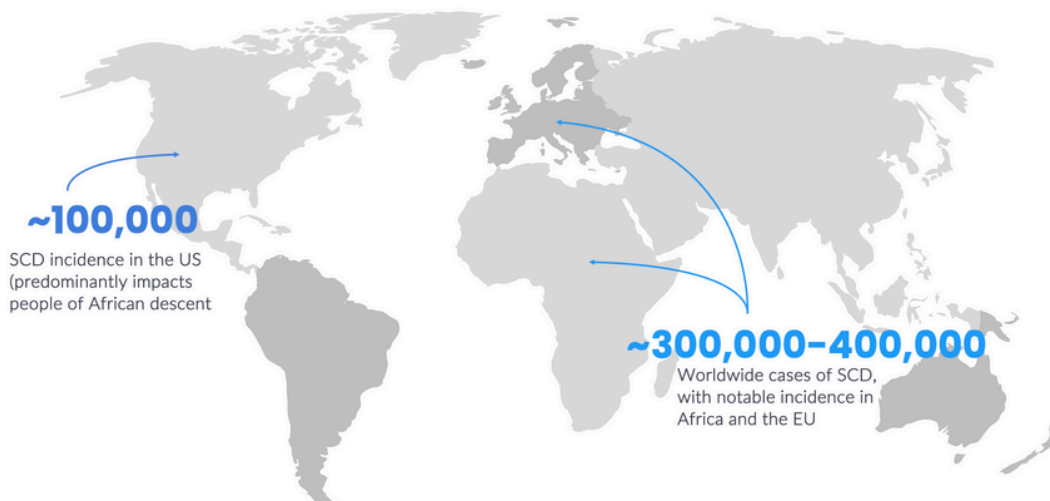 ~100,000
SCD incidence in the US
(predominantly impacts
people of African descent
~300,000-400,000
Worldwide cases of SCD,
with notable incidence in
Africa and the EU